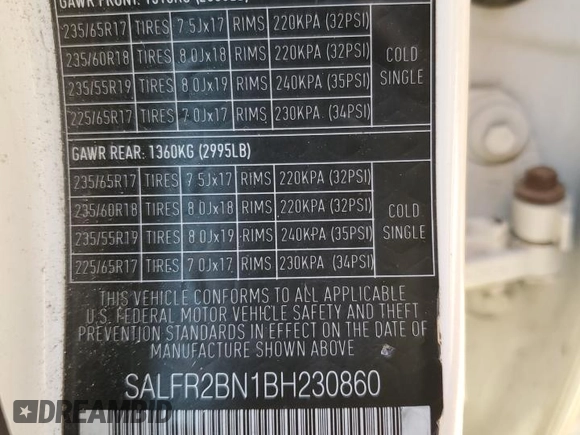 235/65R17 TIRES 7.5Jx17 RIMS 220KPA (32PSI)
235/60R18 TIRES 8.0Jx18 RIMS 220KPA (32PSI)
235/55R19 TIRES 8.0Jx19 RIMS 240KPA (35PSI)
225/65R17 TIRES 7.0Jx17 RIMS 230KPA (34PSI)
COLD
SINGLE
GAWR REAR: 1360KG (2995LB)
235/65R17 TIRES 7.5Jx17 RIMS 220KPA (32PSI)
235/60R18 TIRES 8.0Jx18 RIMS 220KPA (32PSI)
235/55R19 TIRES 8.0Jx19 RIMS 240KPA (35PSI)
225/65R17 TIRES 7.0Jx17 RIMS 230KPA (34PSI)
COLD
SINGLE
THIS VEHICLE CONFORMS TO ALL APPLICABLE
U.S. FEDERAL MOTOR VEHICLE SAFETY AND THEFT
PREVENTION STANDARDS IN EFFECT ON THE DATE OF
MANUFACTURE SHOWN ABOVE
SALFR2BN1BH230860
DREAMBID